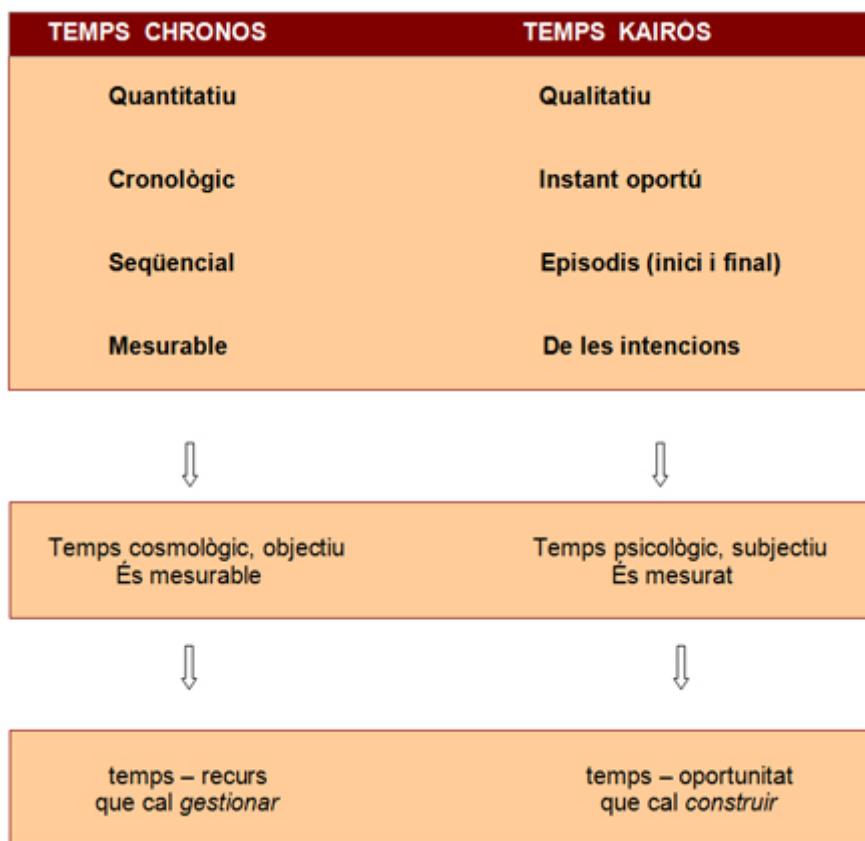 TEMPS CHRONOS TEMPS KAIRÒS
Quantitatiu Qualitatiu
Cronològic Instant oportú
Seqüencial Episodis (inici i final)
Mesurable De les intencions
Temps cosmològic, objectiu Temps psicològic, subjectiu
És mesurable És mesurat
temps – recurs temps – oportunitat
que cal gestionar que cal construir